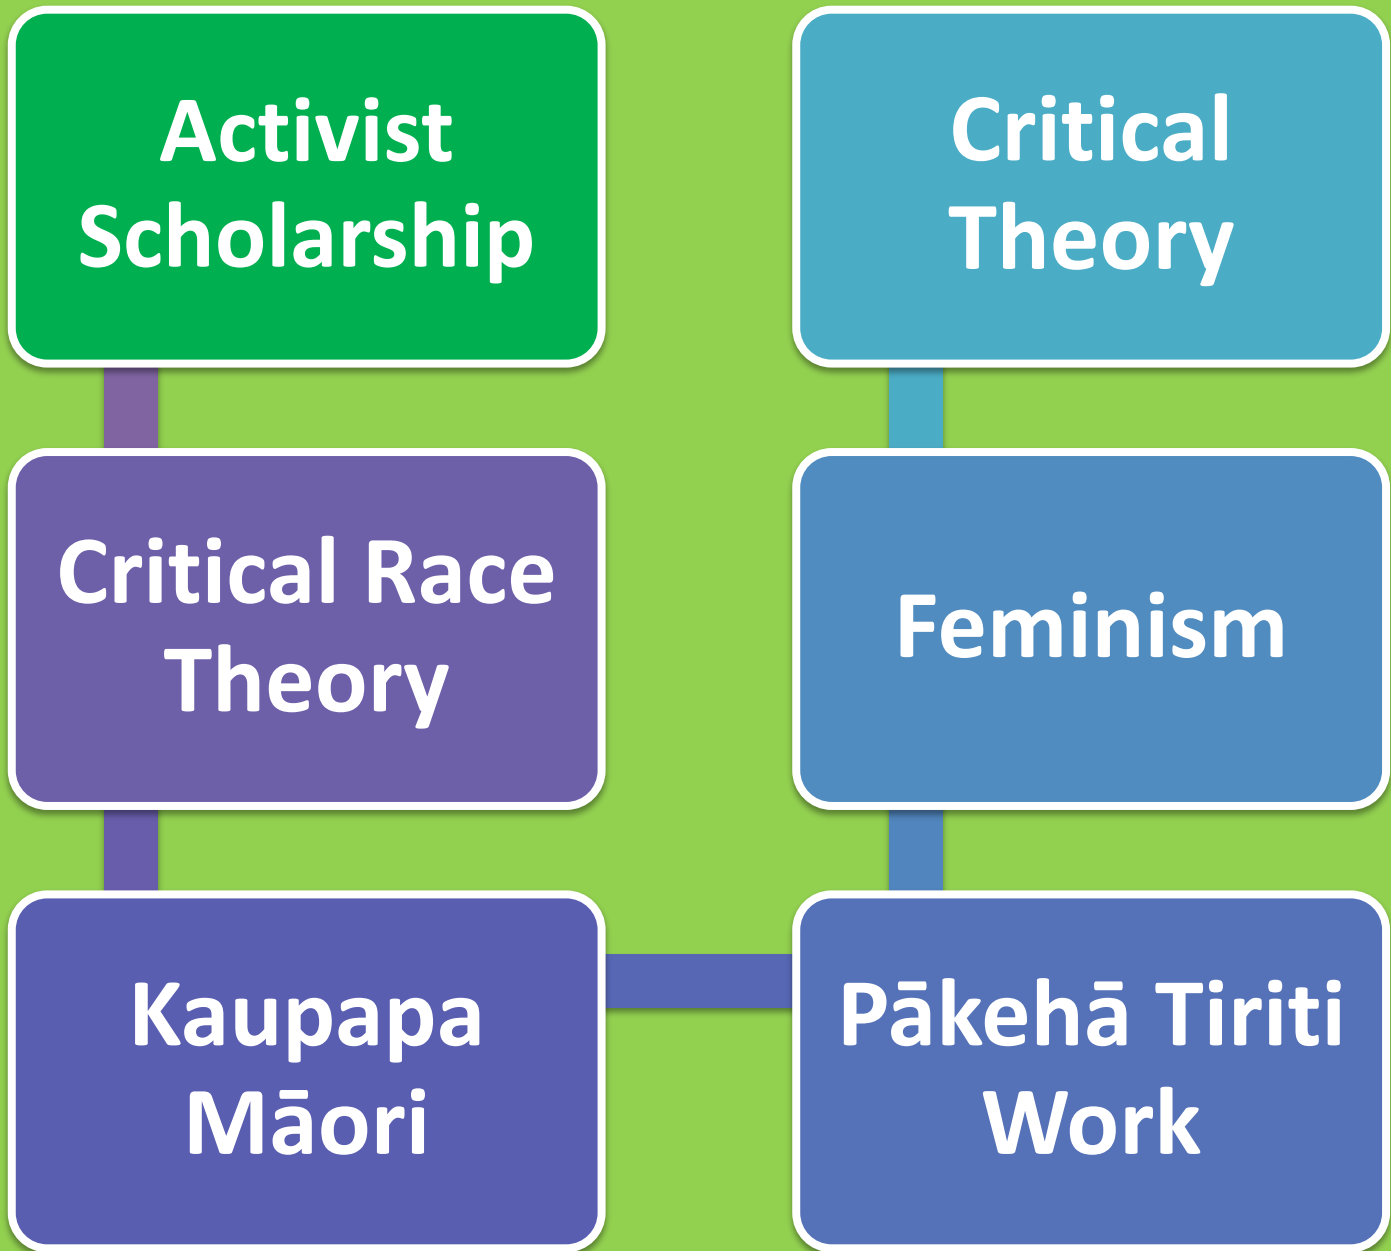 Activist
Scholarship
Critical Race
Theory
Kaupapa
Māori
Pākehā Tiriti
Work
Feminism
Critical
Theory